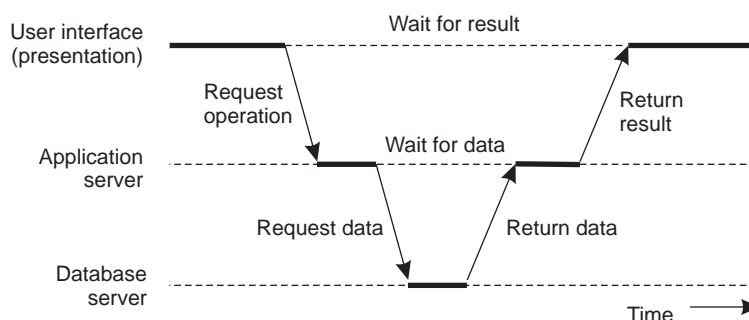 User interface
(presentation)
Wait for result
Request
operation
Return
result
Application
server
Wait for data
Request data
Return data
Database
server
Time